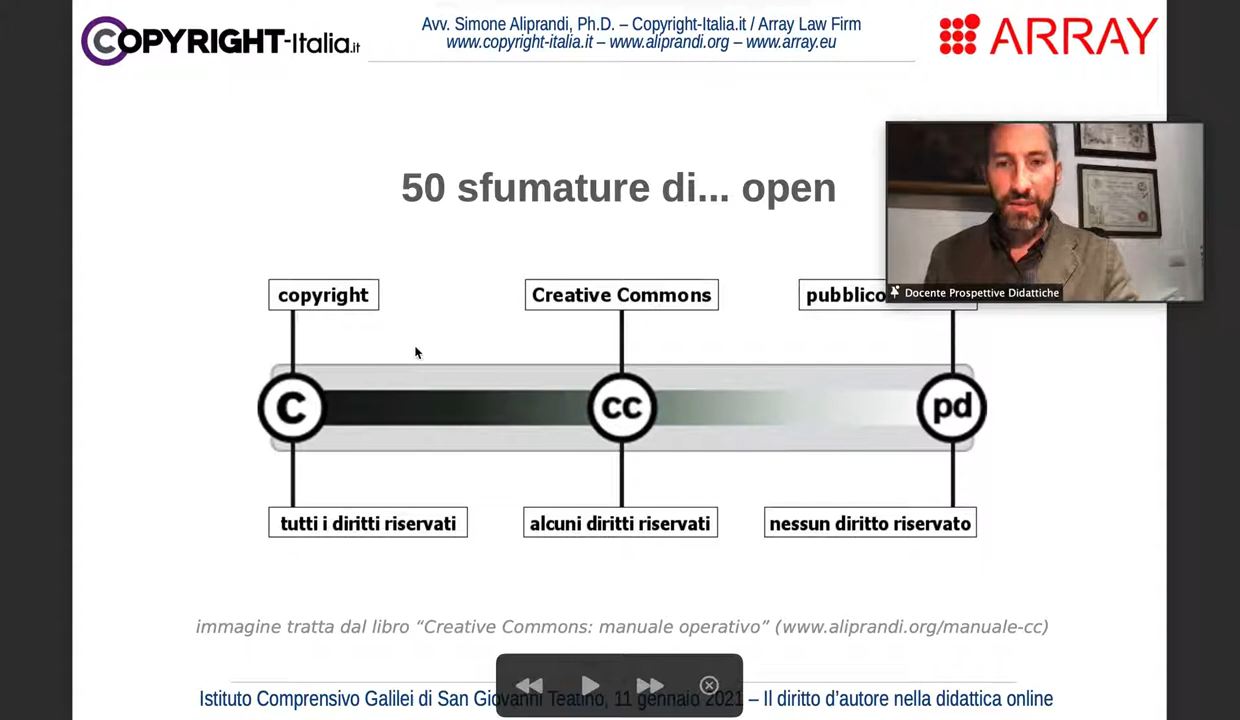 COPYRIGHT-Italia.it
Avv. Simone Aliprandi, Ph.D. – Copyright-Italia.it / Array Law Firm
www.copyright-italia.it – www.aliprandi.org – www.array.eu
ARRAY
50 sfumature di... open
copyright
Creative Commons
pubblico
Docente Prospettive Didattiche
C
cc
pd
tutti i diritti riservati
alcuni diritti riservati
nessun diritto riservato
immagine tratta dal libro “Creative Commons: manuale operativo” (www.aliprandi.org/manuale-cc)
Istituto Comprensivo Galilei di San Giovanni Teatino, 11 gennaio 2021 – Il diritto d’autore nella didattica online